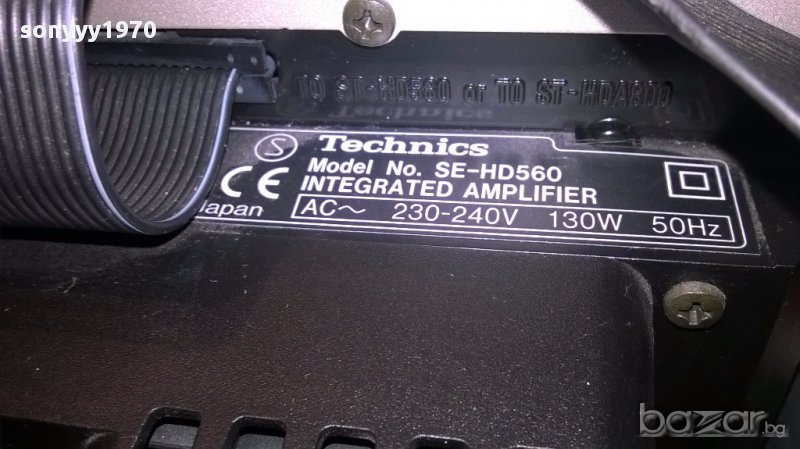 sonyyy1970
TO ST-HD560 or TO ST-HDA800
S Technics
Model No. SE-HD560
CE INTEGRATED AMPLIFIER
Japan AC~ 230-240V 130W 50Hz
bazar.bg